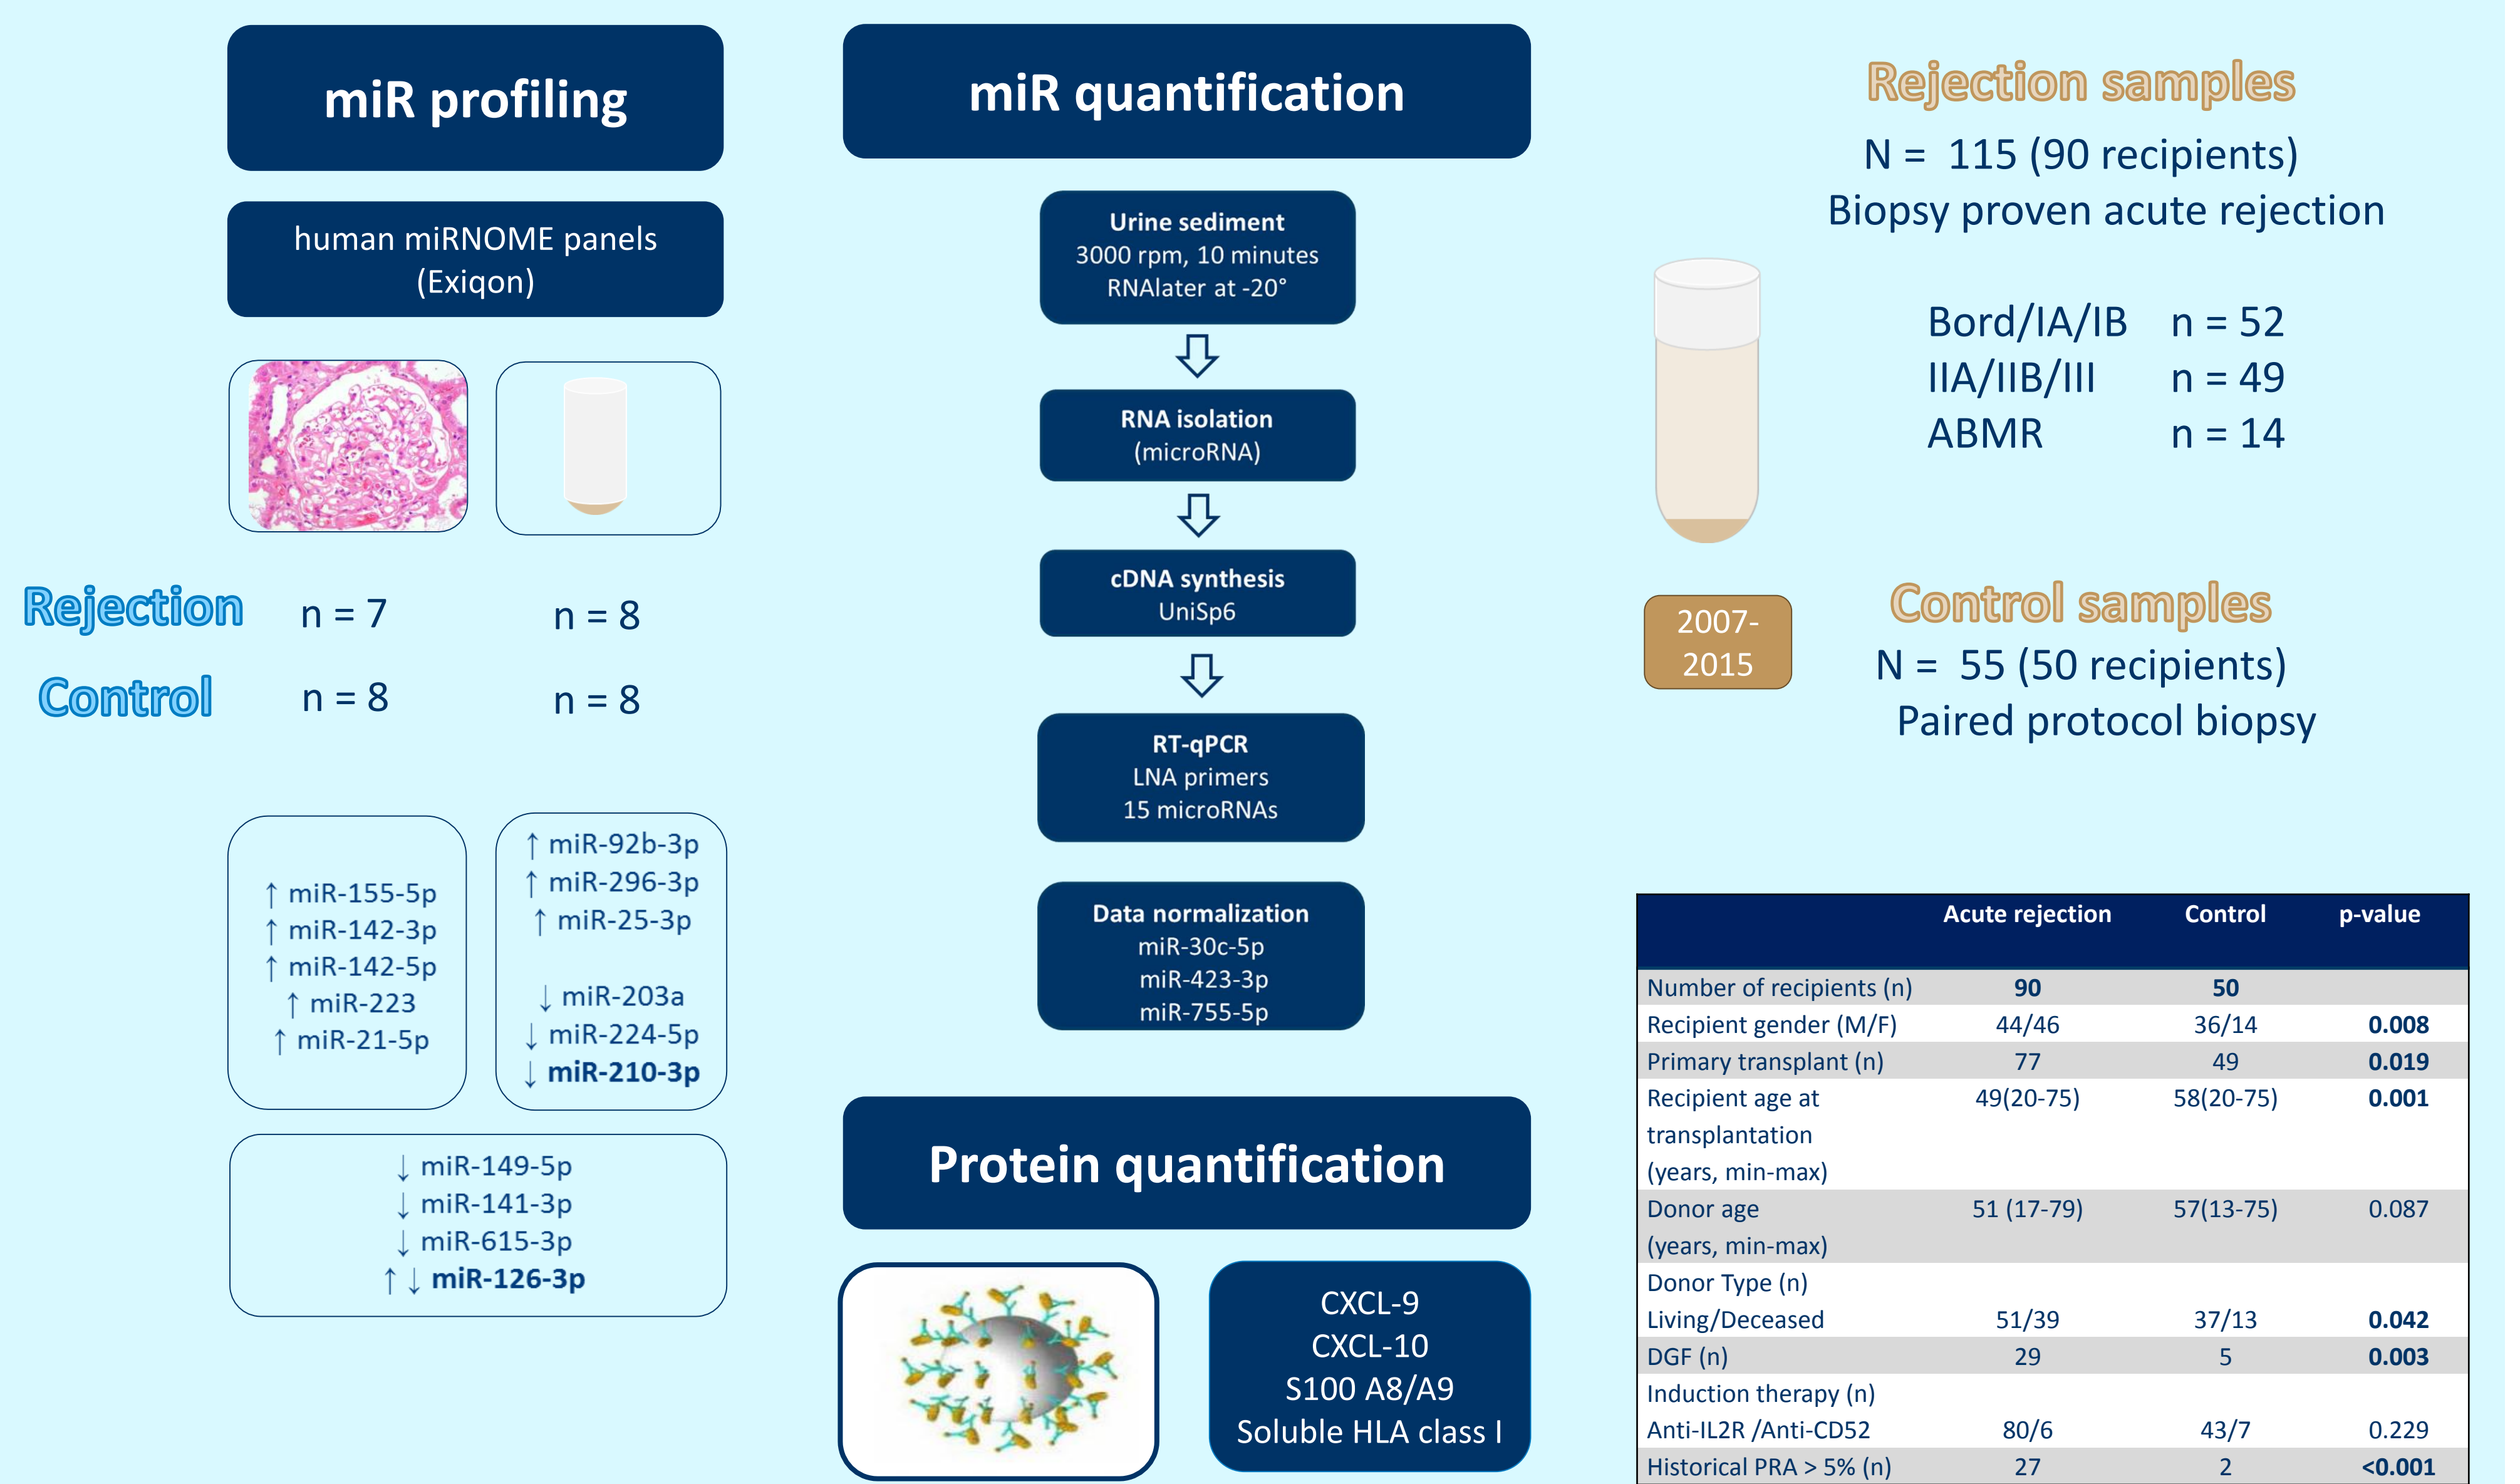 miR profiling
human miRNOME panels
(Exiqon)
Rejection n = 7 n = 8
Control n = 8 n = 8
↑ miR-155-5p
↑ miR-142-3p
↑ miR-142-5p
↑ miR-223
↑ miR-21-5p
↑ miR-92b-3p
↑ miR-296-3p
↑ miR-25-3p
↓ miR-203a
↓ miR-224-5p
↓ miR-210-3p
↓ miR-149-5p
↓ miR-141-3p
↓ miR-615-3p
↑ ↓ miR-126-3p
miR quantification
Urine sediment
3000 rpm, 10 minutes
RNAlater at -20°
RNA isolation
(microRNA)
cDNA synthesis
UniSp6
RT-qPCR
LNA primers
15 microRNAs
Data normalization
miR-30c-5p
miR-423-3p
miR-755-5p
Protein quantification
CXCL-9
CXCL-10
S100 A8/A9
Soluble HLA class I
Rejection samples
N = 115 (90 recipients)
Biopsy proven acute rejection
Bord/IA/IB n = 52
IIA/IIB/III n = 49
ABMR n = 14
2007-
2015
Control samples
N = 55 (50 recipients)
Paired protocol biopsy
Acute rejection Control p-value
Number of recipients (n) 90 50
Recipient gender (M/F) 44/46 36/14 0.008
Primary transplant (n) 77 49 0.019
Recipient age at 49(20-75) 58(20-75) 0.001
transplantation
(years, min-max)
Donor age 51 (17-79) 57(13-75) 0.087
(years, min-max)
Donor Type (n)
Living/Deceased 51/39 37/13 0.042
DGF (n) 29 5 0.003
Induction therapy (n)
Anti-IL2R /Anti-CD52 80/6 43/7 0.229
Historical PRA > 5% (n) 27 2 <0.001